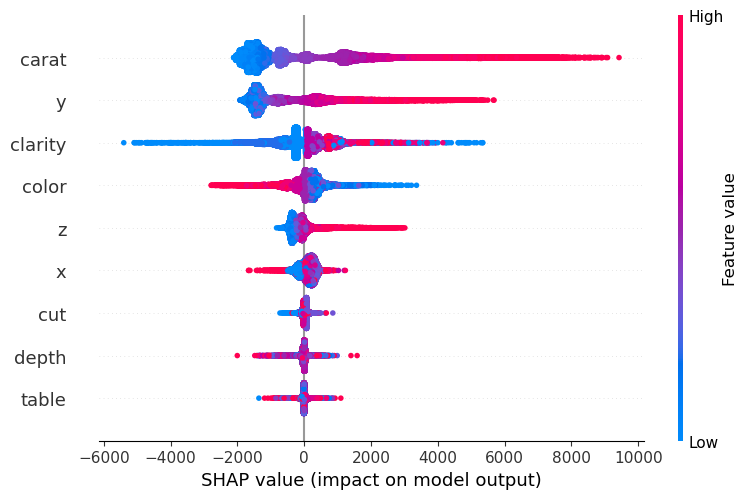 High
carat
y
clarity
color
z
x
cut
depth
table
Low
Feature value
−6000 −4000 −2000 0 2000 4000 6000 8000 10000
SHAP value (impact on model output)